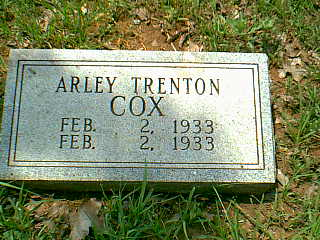 ARLEY TRENTON
COX
FEB. 2, 1933
FEB. 2, 1933